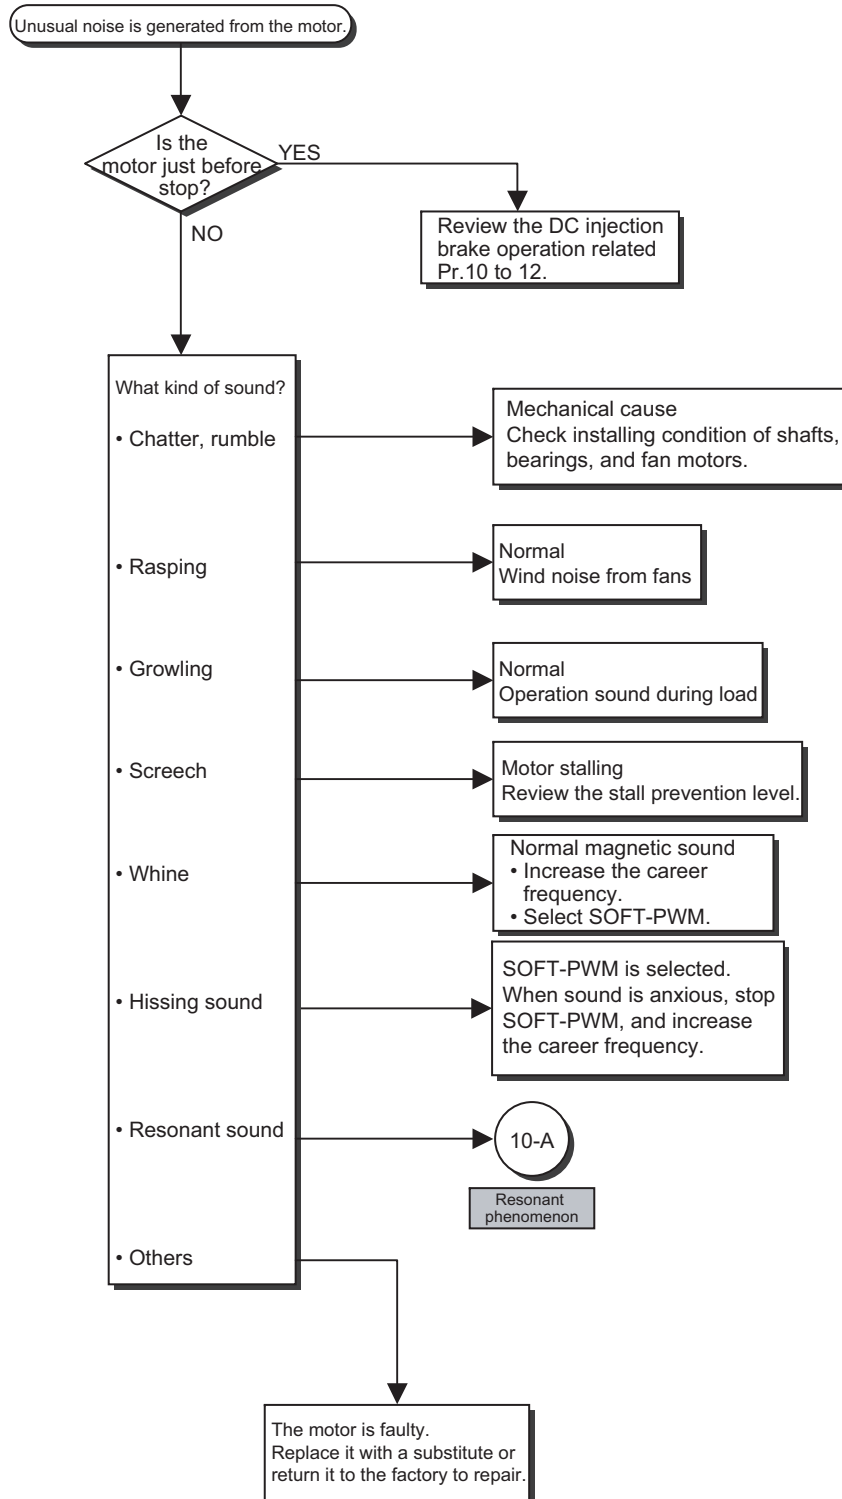 Unusual noise is generated from the motor.
Is the
motor just before
stop?
YES
NO
Review the DC injection
brake operation related
Pr.10 to 12.
What kind of sound?
• Chatter, rumble
Mechanical cause
Check installing condition of shafts,
bearings, and fan motors.
• Rasping
Normal
Wind noise from fans
• Growling
Normal
Operation sound during load
• Screech
Motor stalling
Review the stall prevention level.
• Whine
Normal magnetic sound
• Increase the career
frequency.
• Select SOFT-PWM.
• Hissing sound
SOFT-PWM is selected.
When sound is anxious, stop
SOFT-PWM, and increase
the career frequency.
• Resonant sound
10-A
Resonant
phenomenon
• Others
The motor is faulty.
Replace it with a substitute or
return it to the factory to repair.